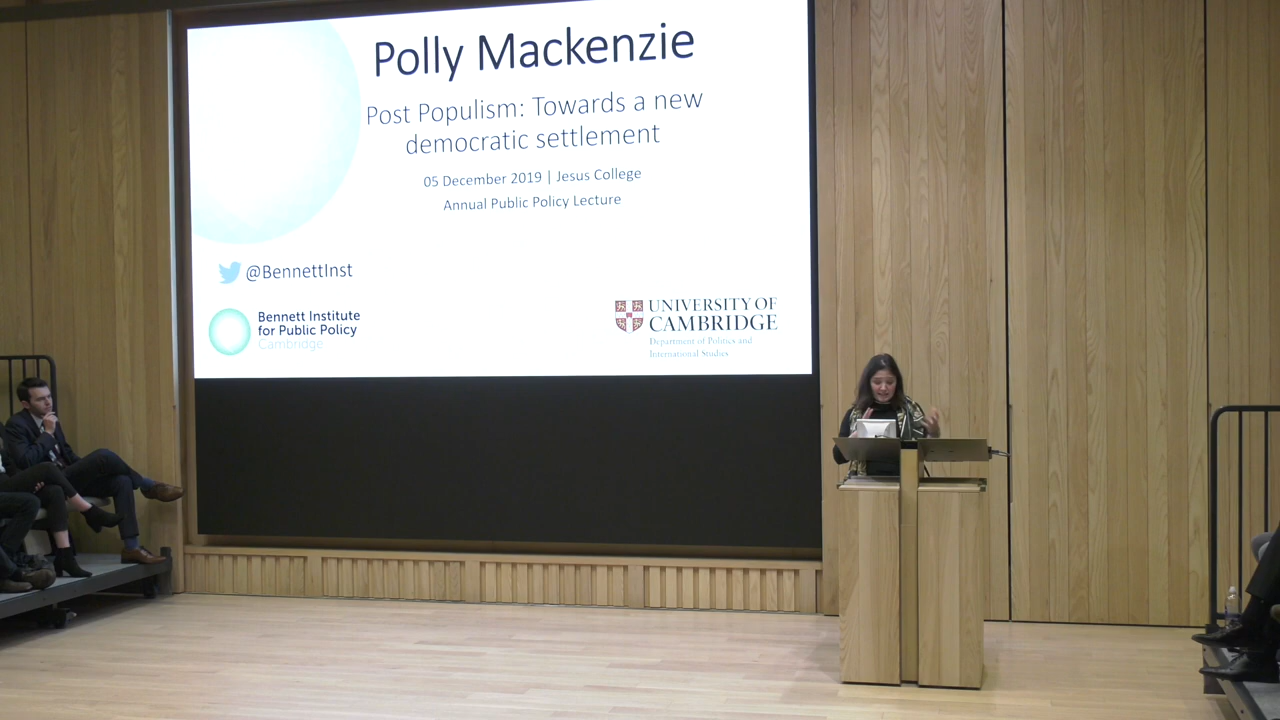 Polly Mackenzie
Post Populism: Towards a new
democratic settlement
05 December 2019 | Jesus College
Annual Public Policy Lecture
@BennettInst
Bennett Institute
for Public Policy
Cambridge
UNIVERSITY OF
CAMBRIDGE
Department of Politics and
International Studies